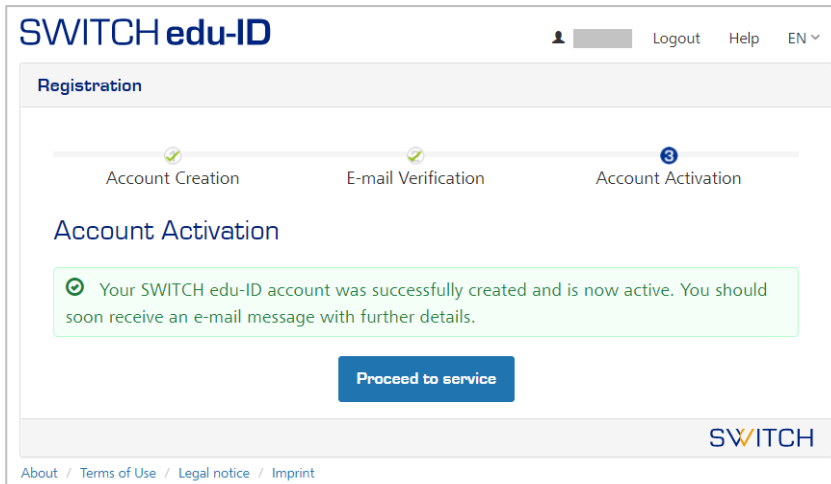 SWITCH edu-ID
Logout Help EN
Registration
3
Account Creation E-mail Verification Account Activation
Account Activation
Your SWITCH edu-ID account was successfully created and is now active. You should
soon receive an e-mail message with further details.
Proceed to service
SWITCH
About / Terms of Use / Legal notice / Imprint